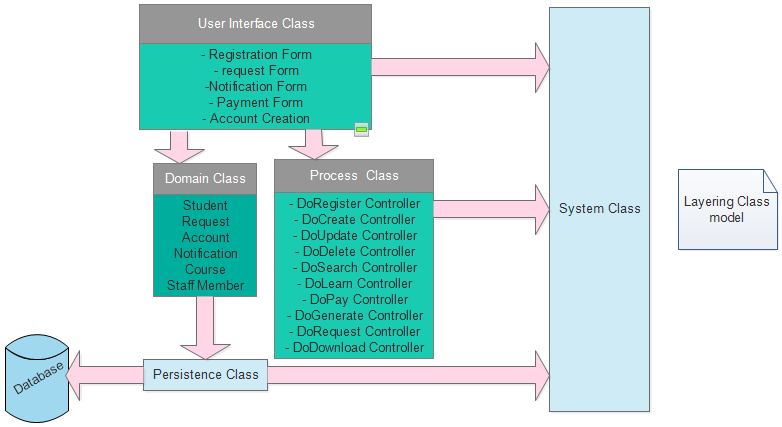 User Interface Class
- Registration Form
- request Form
-Notification Form
- Payment Form
- Account Creation
Domain Class
Student
Request
Account
Notification
Course
Staff Member
Process Class
- DoRegister Controller
- DoCreate Controller
- DoUpdate Controller
- DoDelete Controller
- DoSearch Controller
- DoLearn Controller
- DoPay Controller
- DoGenerate Controller
- DoRequest Controller
- DoDownload Controller
System Class
Layering Class
model
Database
Persistence Class